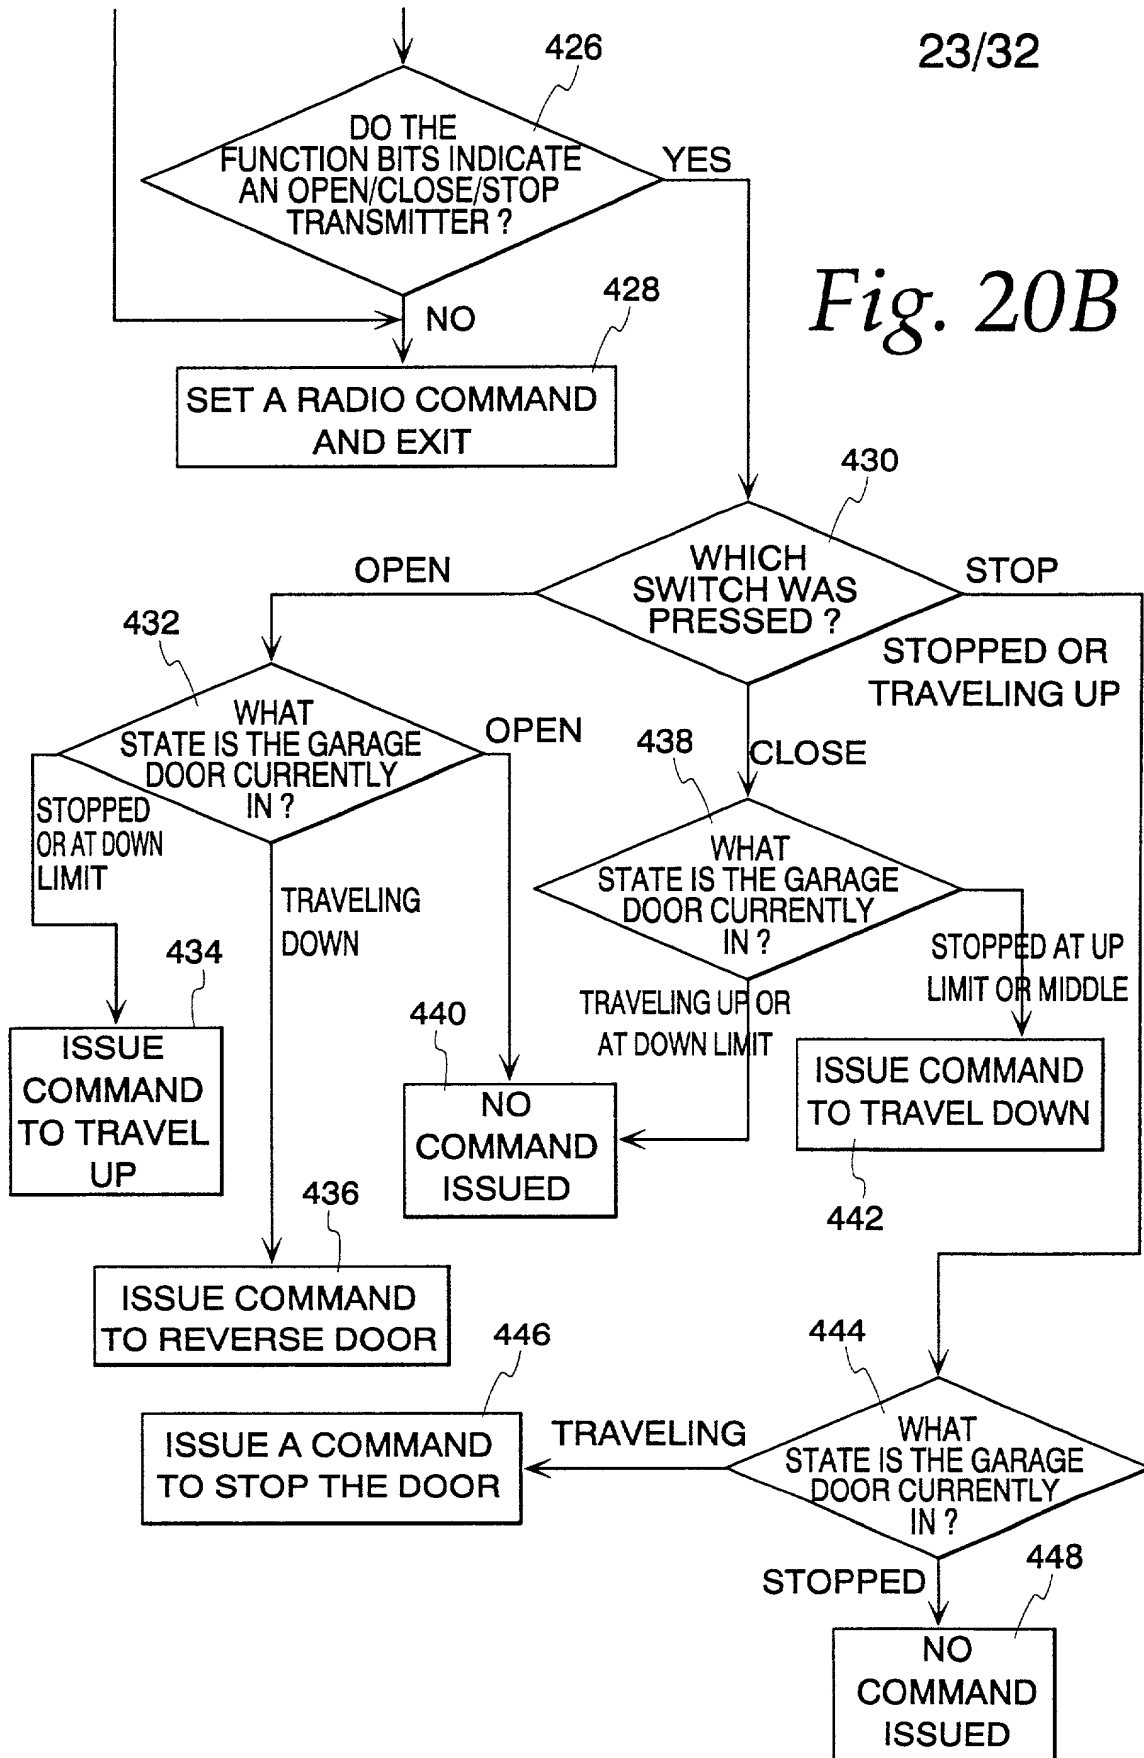 23/32
426
DO THE
FUNCTION BITS INDICATE
AN OPEN/CLOSE/STOP
TRANSMITTER ?
YES
Fig. 20B
NO
428
SET A RADIO COMMAND
AND EXIT
430
WHICH
SWITCH WAS
PRESSED ?
OPEN
STOP
STOPPED OR
TRAVELING UP
432
WHAT
STATE IS THE GARAGE
DOOR CURRENTLY
IN ?
OPEN
STOPPED
OR AT DOWN
LIMIT
TRAVELING
DOWN
CLOSE
438
WHAT
STATE IS THE GARAGE
DOOR CURRENTLY
IN ?
STOPPED AT UP
LIMIT OR MIDDLE
TRAVELING UP OR
AT DOWN LIMIT
434
ISSUE
COMMAND
TO TRAVEL
UP
440
NO
COMMAND
ISSUED
ISSUE COMMAND
TO TRAVEL DOWN
442
436
ISSUE COMMAND
TO REVERSE DOOR
446
ISSUE A COMMAND
TO STOP THE DOOR
TRAVELING
444
WHAT
STATE IS THE GARAGE
DOOR CURRENTLY
IN ?
STOPPED
448
NO
COMMAND
ISSUED